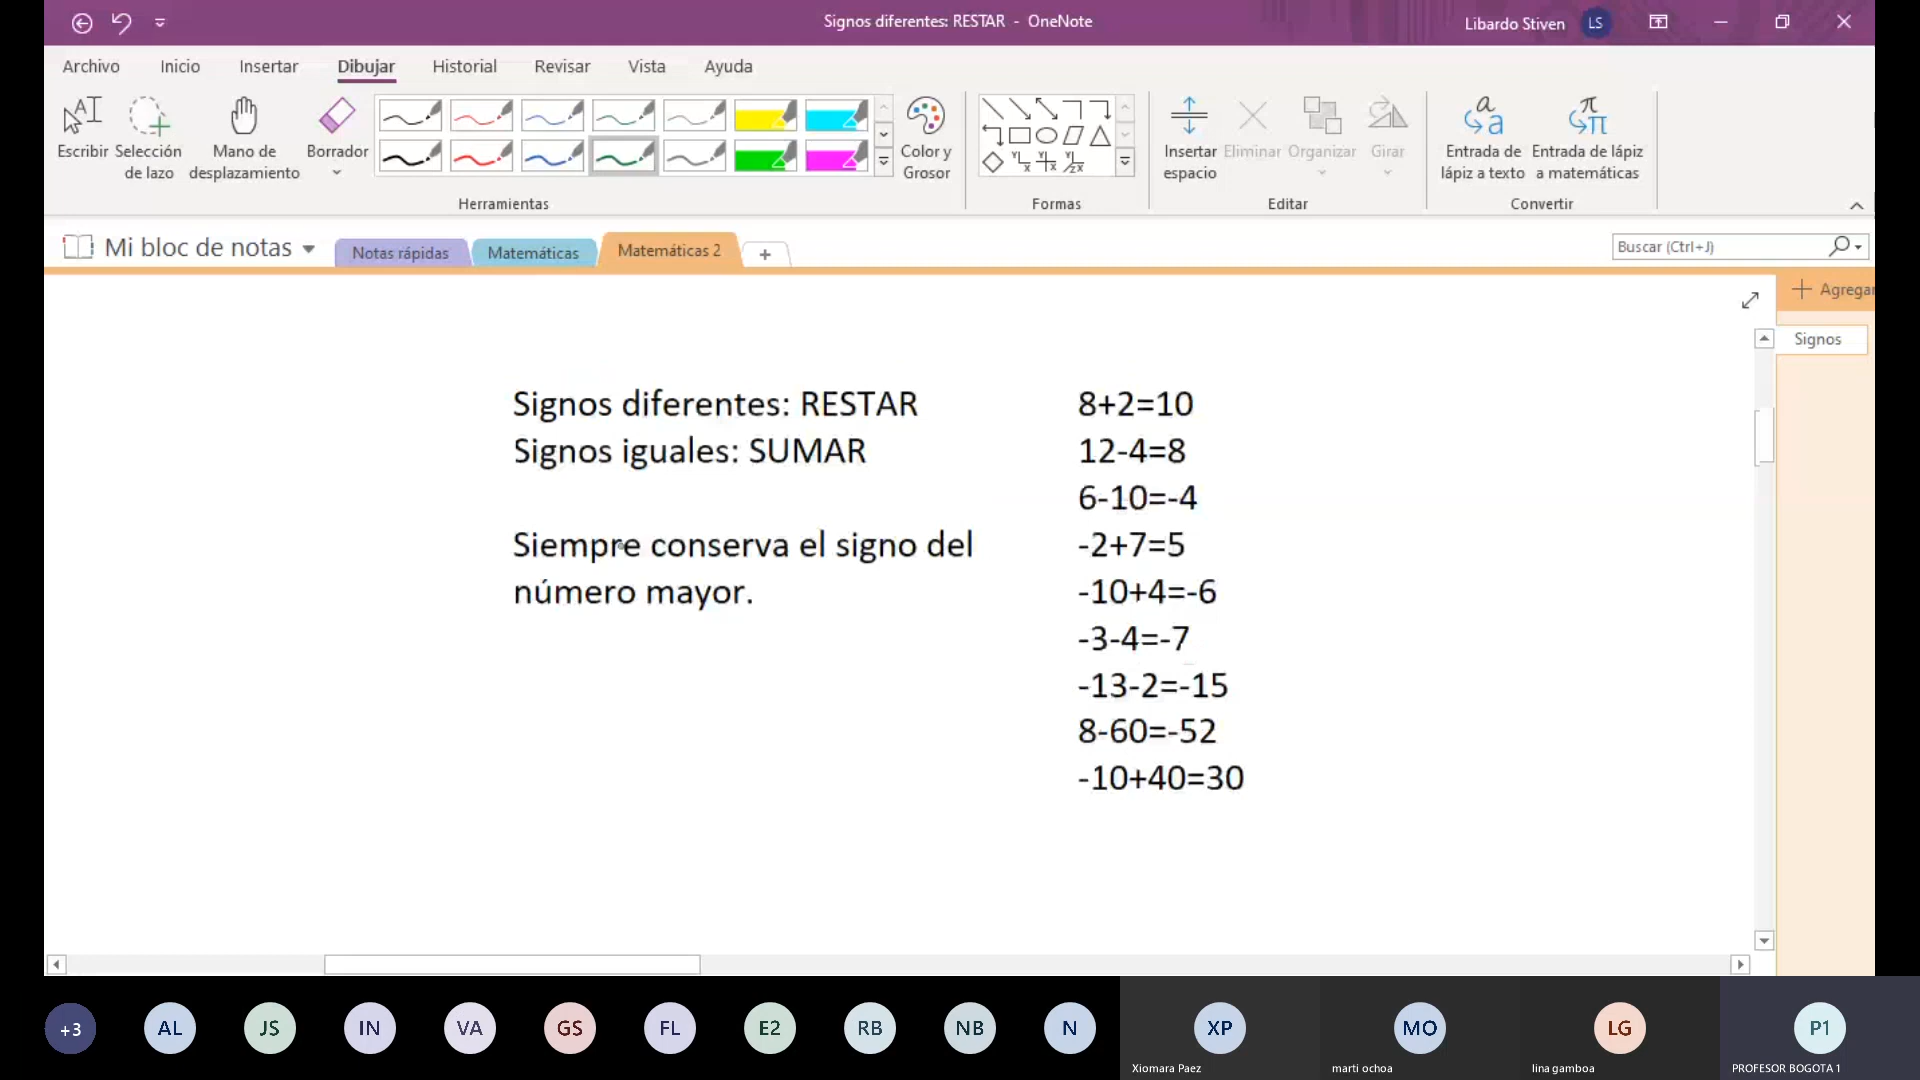 Signos diferentes: RESTAR - OneNote
Libardo Stiven LS
Archivo Inicio Insertar Dibujar Historial Revisar Vista Ayuda
Escribir
Selección de lazo
Mano de desplazamiento
Borrador
Color y Grosor
Insertar espacio
Eliminar
Organizar
Girar
Entrada de lápiz a texto
Entrada de lápiz a matemáticas
Herramientas Formas Editar Convertir
Mi bloc de notas Notas rápidas Matemáticas Matemáticas 2 +
Buscar (Ctrl+J)
Agregar
Signos
Signos diferentes: RESTAR
Signos iguales: SUMAR
Siempre conserva el signo del
número mayor.
8+2=10
12-4=8
6-10=-4
-2+7=5
-10+4=-6
-3-4=-7
-13-2=-15
8-60=-52
-10+40=30
+3 AL JS IN VA GS FL E2 RB NB N XP MO LG P1
Xiomara Paez marti ochoa lina gamboa PROFESOR BOGOTA 1